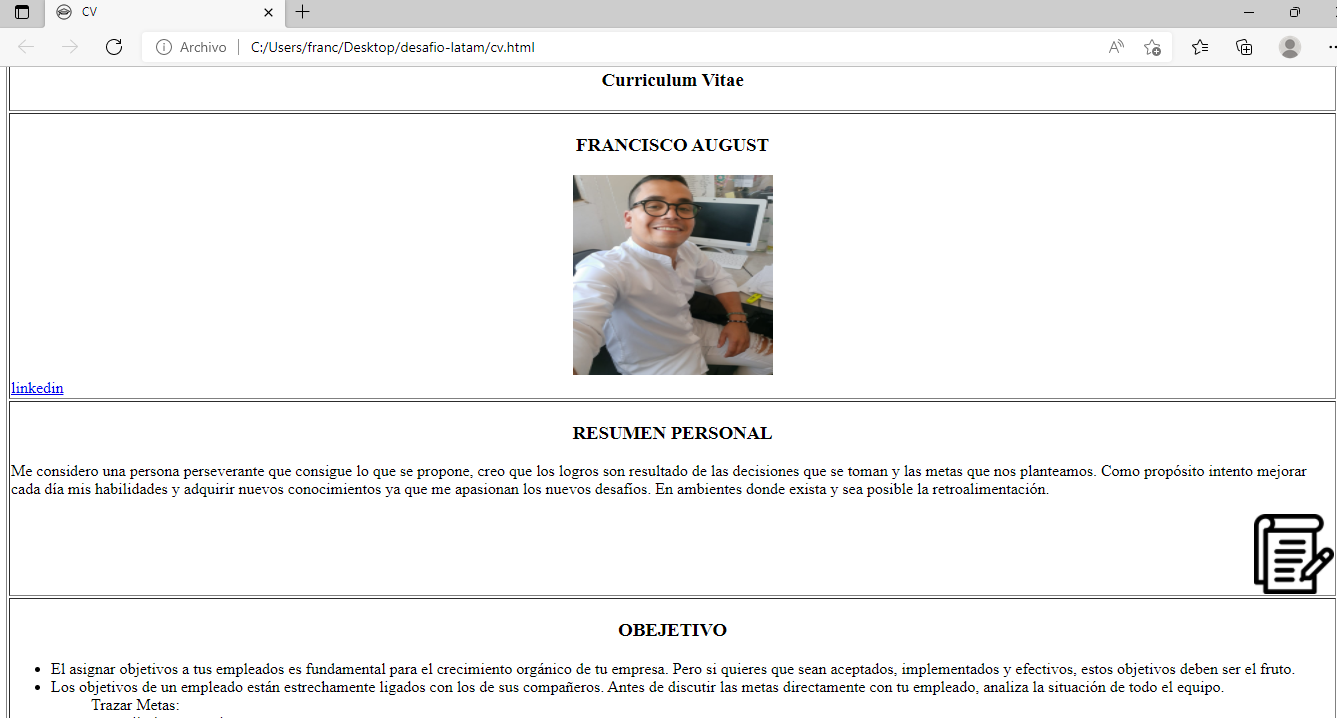 CV
Archivo
C:/Users/franc/Desktop/desafio-latam/cv.html
Curriculum Vitae
FRANCISCO AUGUST
linkedin
RESUMEN PERSONAL
Me considero una persona perseverante que consigue lo que se propone, creo que los logros son resultado de las decisiones que se toman y las metas que nos planteamos. Como propósito intento mejorar
cada día mis habilidades y adquirir nuevos conocimientos ya que me apasionan los nuevos desafíos. En ambientes donde exista y sea posible la retroalimentación.
OBEJETIVO
• El asignar objetivos a tus empleados es fundamental para el crecimiento orgánico de tu empresa. Pero si quieres que sean aceptados, implementados y efectivos, estos objetivos deben ser el fruto.
• Los objetivos de un empleado están estrechamente ligados con los de sus compañeros. Antes de discutir las metas directamente con tu empleado, analiza la situación de todo el equipo.
Trazar Metas: